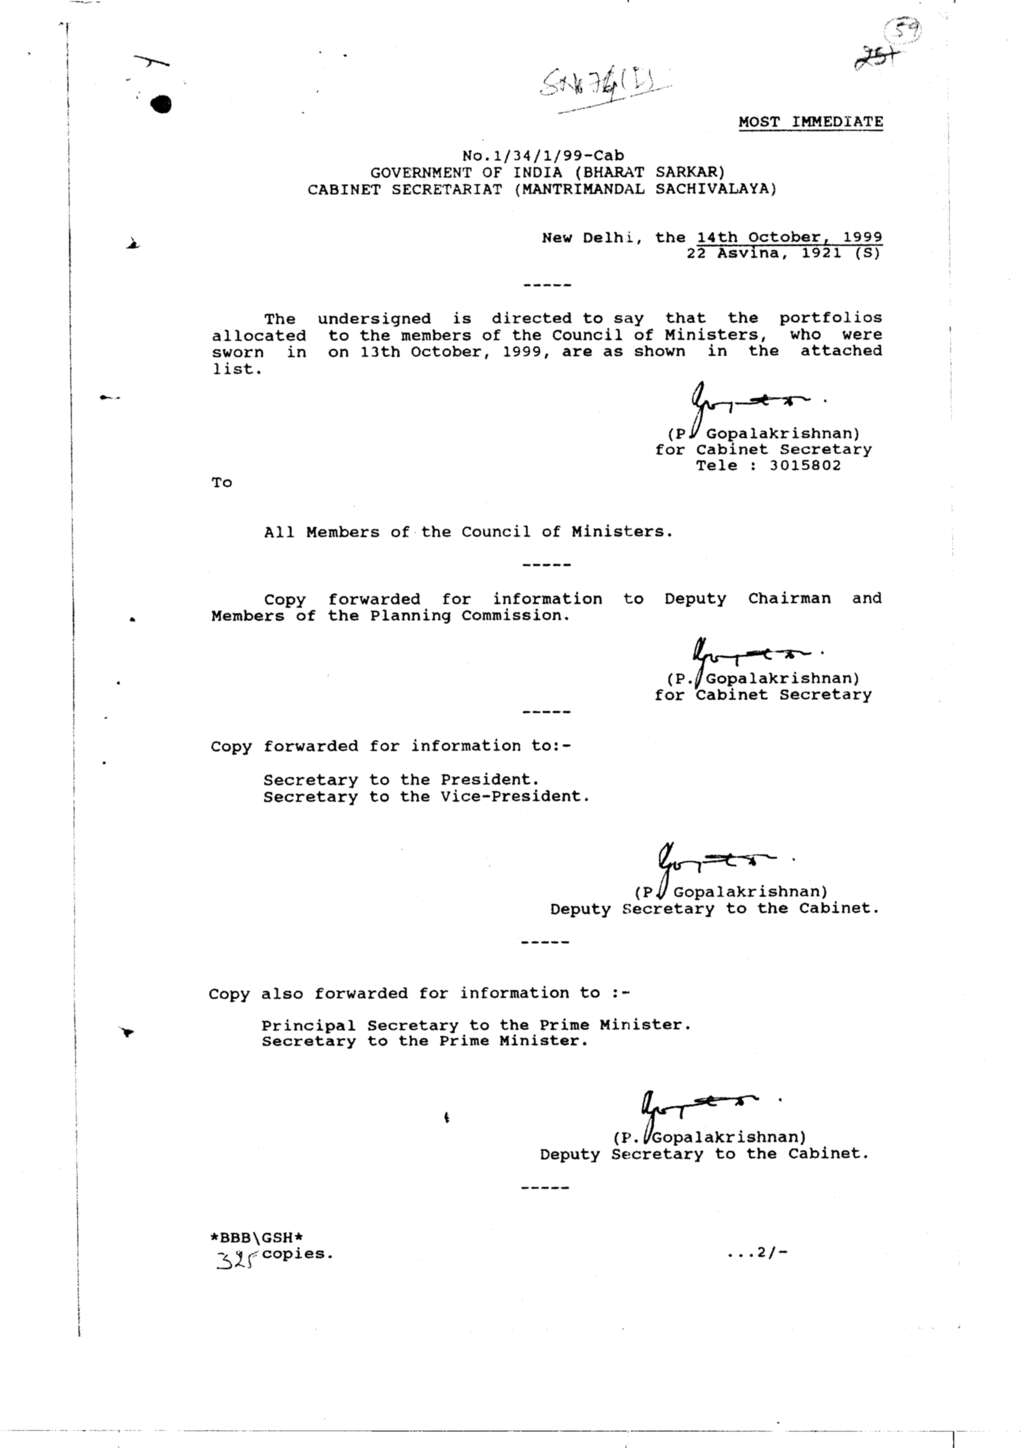 59
MOST IMMEDIATE
No.1/34/1/99-Cab
GOVERNMENT OF INDIA (BHARAT SARKAR)
CABINET SECRETARIAT (MANTRIMANDAL SACHIVALAYA)
New Delhi, the 14th October, 1999
22 Asvina, 1921 (S)
-----
The undersigned is directed to say that the portfolios
allocated to the members of the Council of Ministers, who were
sworn in on 13th October, 1999, are as shown in the attached
list.
(P. Gopalakrishnan)
for Cabinet Secretary
Tele : 3015802
To
All Members of the Council of Ministers.
-----
Copy forwarded for information to Deputy Chairman and
Members of the Planning Commission.
(P. Gopalakrishnan)
for Cabinet Secretary
-----
Copy forwarded for information to:-
Secretary to the President.
Secretary to the Vice-President.
(P. Gopalakrishnan)
Deputy Secretary to the Cabinet.
-----
Copy also forwarded for information to :-
Principal Secretary to the Prime Minister.
Secretary to the Prime Minister.
(P. Gopalakrishnan)
Deputy Secretary to the Cabinet.
-----
*BBB\GSH*
325 copies.
...2/-